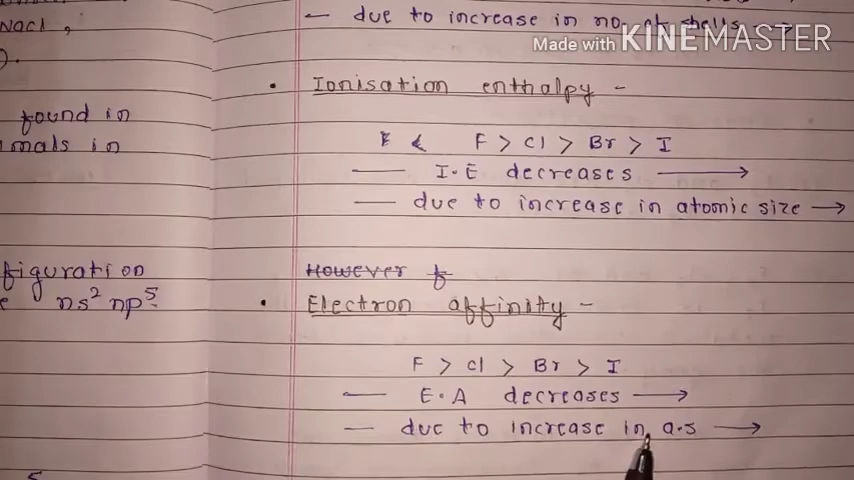 NaCl,
).
found in
mals in
figuration
e ns² np⁵
5
— due to increase in no. of shells →
Made with KINEMASTER
• Ionisation enthalpy -
F > Cl > Br > I
— I.E decreases →
— due to increase in atomic size →
However
• Electron affinity -
F > Cl > Br > I
— E.A decreases →
— due to increase in a.s →